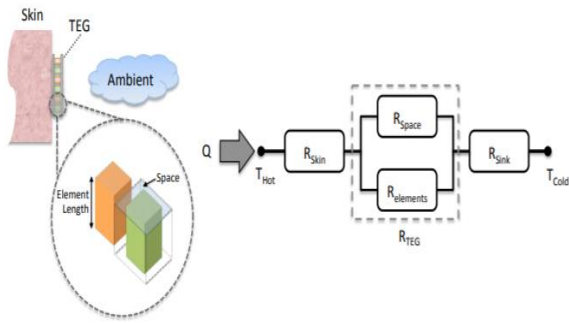 Skin
TEG
Ambient
Space
Element
Length
Q
T_Hot
R_Skin
R_Space
R_elements
R_TEG
R_Sink
T_Cold